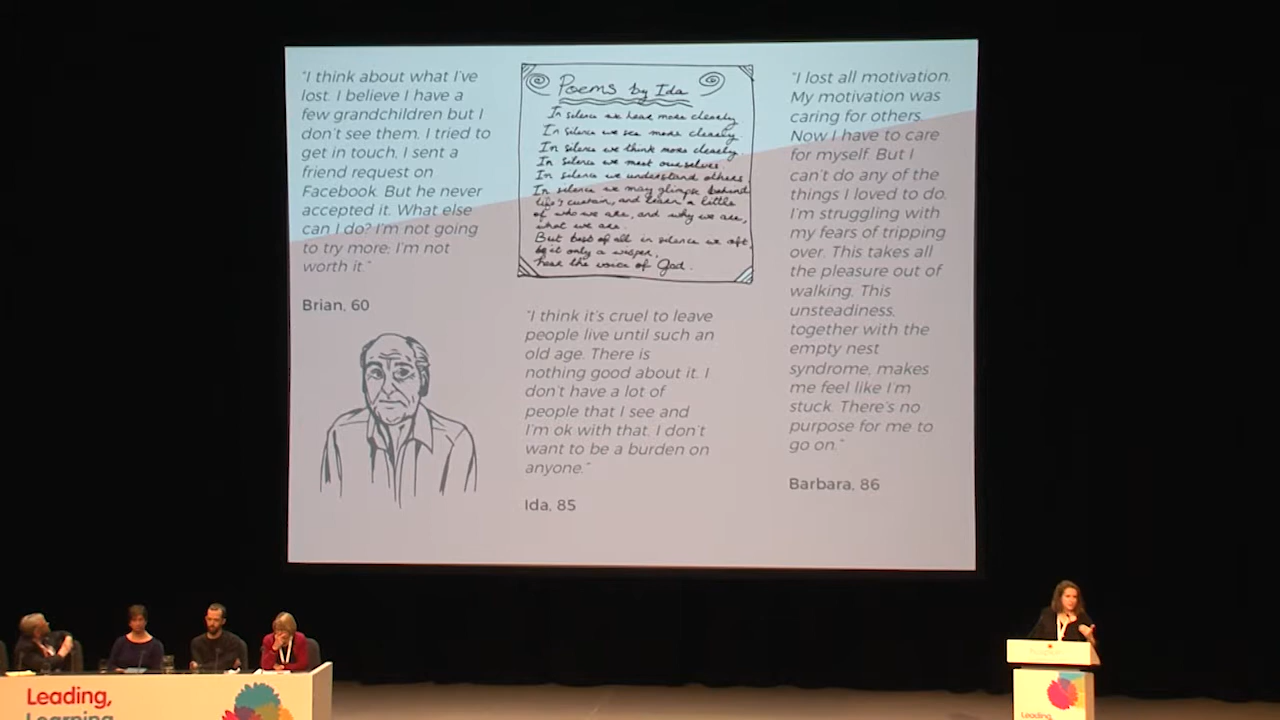 "I think about what I've
lost. I believe I have a
few grandchildren but I
don't see them. I tried to
get in touch, I sent a
friend request on
Facebook. But he never
accepted it. What else
can I do? I'm not going
to try more; I'm not
worth it."
Brian, 60
Poems by Ida
In silence we hear more clearly
In silence we see more clearly.
In silence we think more clearly.
In silence we meet ourselves.
In silence we understand others.
In silence we may glimpse behind
life's curtain, and learn a little
of who we are, and why we are,
what we are.
But best of all in silence we oft,
be it only a wisper,
hear the voice of God.
"I think it's cruel to leave
people live until such an
old age. There is
nothing good about it. I
don't have a lot of
people that I see and
I'm ok with that. I don't
want to be a burden on
anyone."
Ida, 85
"I lost all motivation.
My motivation was
caring for others.
Now I have to care
for myself. But I
can't do any of the
things I loved to do.
I'm struggling with
my fears of tripping
over. This takes all
the pleasure out of
walking. This
unsteadiness,
together with the
empty nest
syndrome, makes
me feel like I'm
stuck. There's no
purpose for me to
go on."
Barbara, 86
Leading,
Learning
Leading,